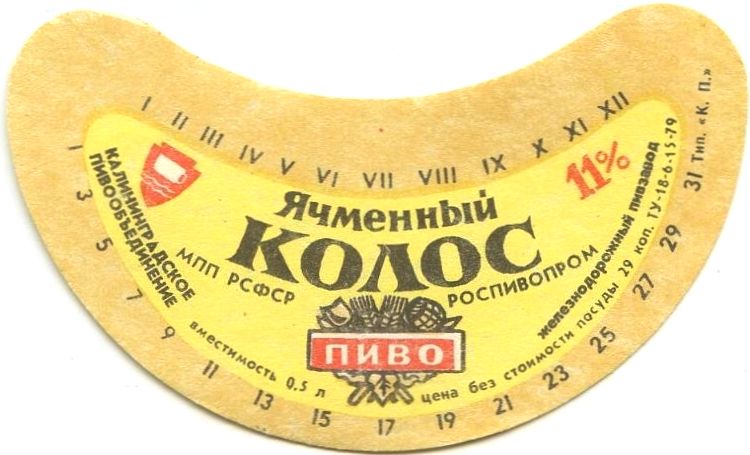 I II III IV V VI VII VIII IX X XI XII
КАЛИНИНГРАДСКОЕ
ПИВООБЪЕДИНЕНИЕ
МПП РСФСР
Ячменный
КОЛОС
РОСПИВОПРОМ
11%
ПИВО
железнодорожный пивзавод
вместимость 0,5 л цена без стоимости посуды 29 коп. ТУ-18-6-15-79
1 3 5 7 9 11 13 15 17 19 21 23 25 27 29 31 Тип. «К. П.»